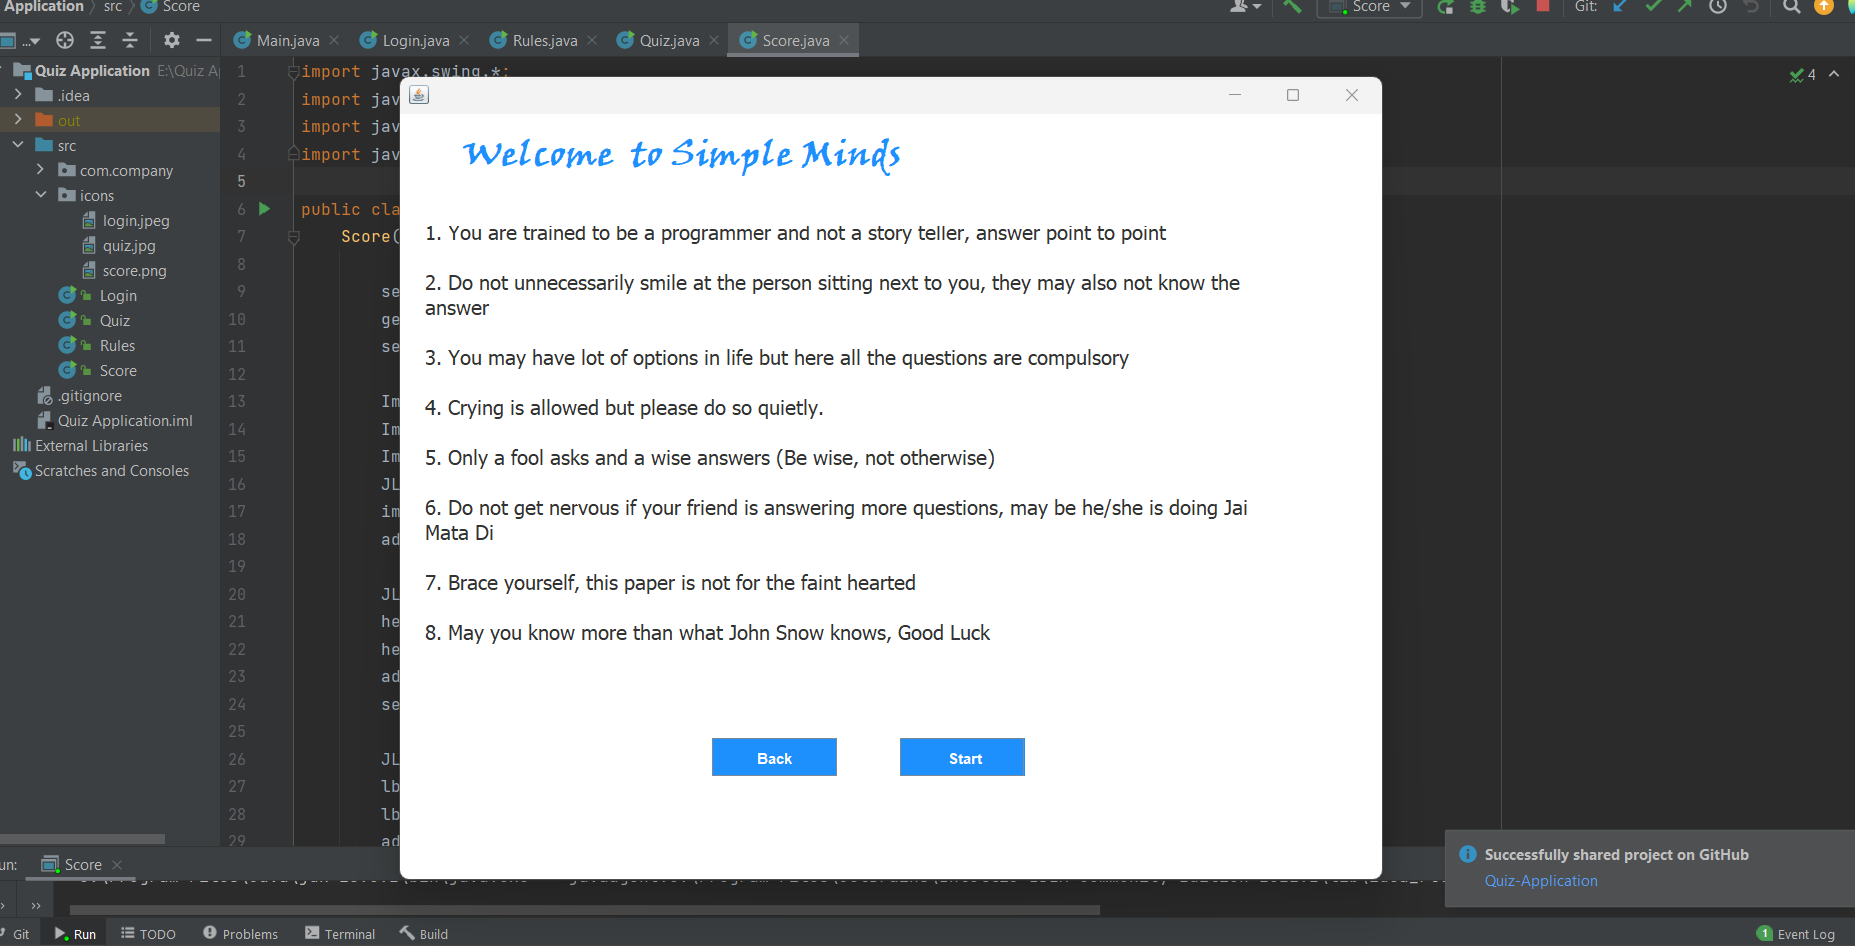 Application src Score
Score Git:
... Main.java Login.java Rules.java Quiz.java Score.java
Quiz Application E:\Quiz A
.idea
out
src
com.company
icons
login.jpeg
quiz.jpg
score.png
Login
Quiz
Rules
Score
.gitignore
Quiz Application.iml
External Libraries
Scratches and Consoles
1 import javax.swing.*;
2 import jav
3 import jav
4 import jav
5
6 public cla
7 Score(
8
9 se
10 ge
11 se
12
13 Im
14 Im
15 Im
16 JL
17 im
18 ad
19
20 JL
21 he
22 he
23 ad
24 se
25
26 JL
27 lb
28 lb
29 ad
4
Welcome to Simple Minds
1. You are trained to be a programmer and not a story teller, answer point to point
2. Do not unnecessarily smile at the person sitting next to you, they may also not know the
answer
3. You may have lot of options in life but here all the questions are compulsory
4. Crying is allowed but please do so quietly.
5. Only a fool asks and a wise answers (Be wise, not otherwise)
6. Do not get nervous if your friend is answering more questions, may be he/she is doing Jai
Mata Di
7. Brace yourself, this paper is not for the faint hearted
8. May you know more than what John Snow knows, Good Luck
Back Start
Successfully shared project on GitHub
Quiz-Application
un: Score
Git Run TODO Problems Terminal Build 1 Event Log